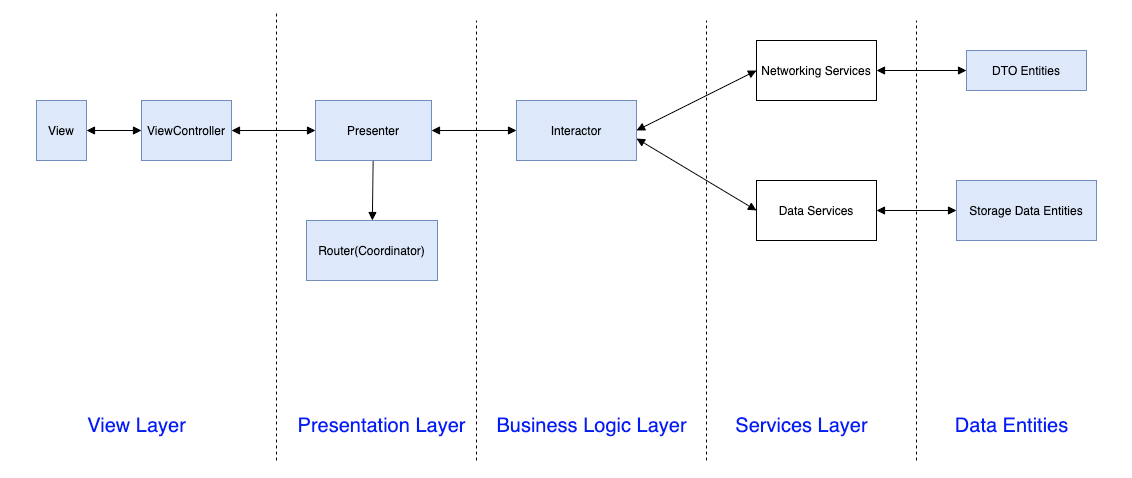 Networking Services
DTO Entities
View
ViewController
Presenter
Interactor
Data Services
Storage Data Entities
Router(Coordinator)
View Layer
Presentation Layer
Business Logic Layer
Services Layer
Data Entities